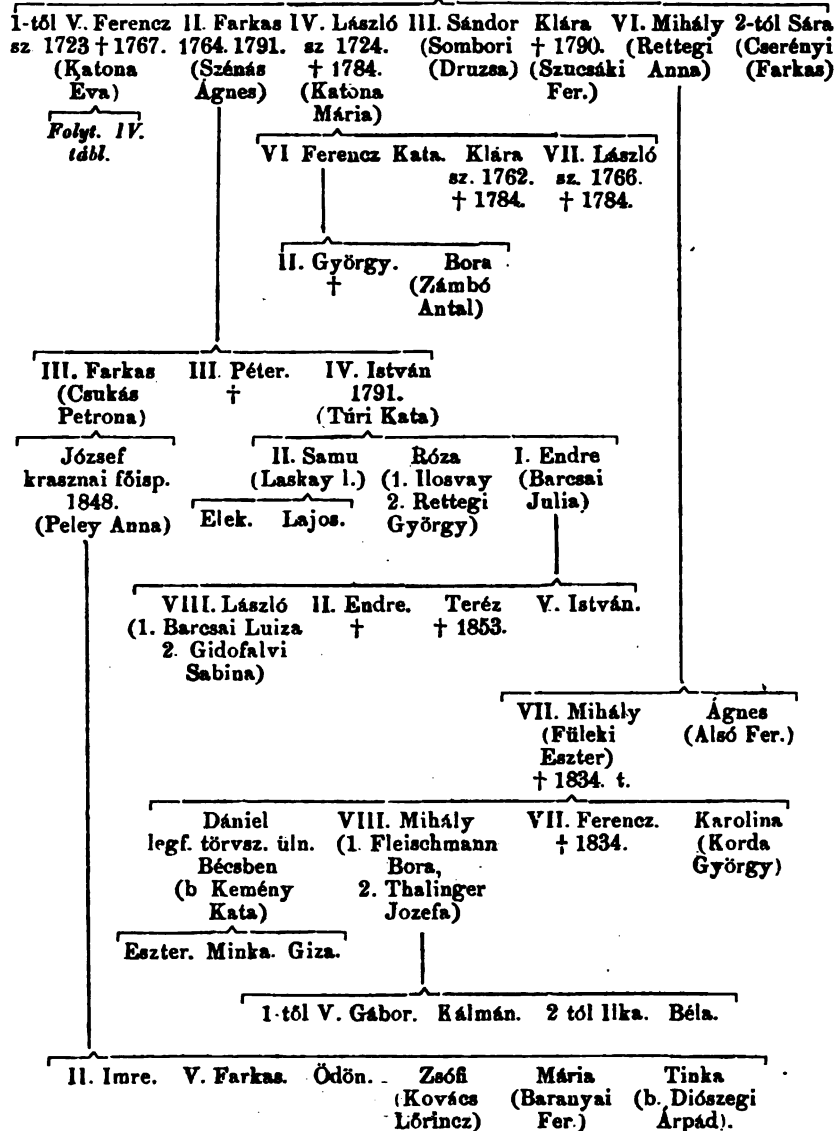 1-től V. Ferencz II. Farkas IV. László III. Sándor Klára VI. Mihály 2-tól Sára
sz 1723 † 1767. 1764. 1791. sz 1724. (Sombori † 1790. (Rettegi (Cserényi
(Katona (Szénás † 1784. Druzsa) (Szucsáki Anna) Farkas)
Éva) Ágnes) (Katona Fer.)
Mária)
Folyt. IV.
tábl.
VI Ferencz Kata. Klára VII. László
sz. 1762. sz. 1766.
† 1784. † 1784.
II. György. Bora
† (Zámbó
Antal)
III. Farkas III. Péter. IV. István
(Csukás † 1791.
Petrona) (Túri Kata)
József II. Samu Róza I. Endre
krasznai főisp. (Laskay l.) (1. Ilosvay (Barcsai
1848. 2. Rettegi Julia)
(Peley Anna) Elek. Lajos. György)
VIII. László II. Endre. Teréz V. István.
(1. Barcsai Luiza † † 1853.
2. Gidofalvi
Sabina)
VII. Mihály Ágnes
(Füleki (Alsó Fer.)
Eszter)
† 1834. t.
Dániel VIII. Mihály VII. Ferencz. Karolina
legf. törvsz. üln. (1. Fleischmann † 1834. (Korda
Bécsben Bora, György)
(b Kemény 2. Thalinger
Kata) Jozefa)
Eszter. Minka. Giza.
1-től V. Gábor. Kálmán. 2 tól Ilka. Béla.
II. Imre. V. Farkas. Ödön. Zsófi Mária Tinka
(Kovács (Baranyai (b. Diószegi
Lőrincz) Fer.) Árpád).